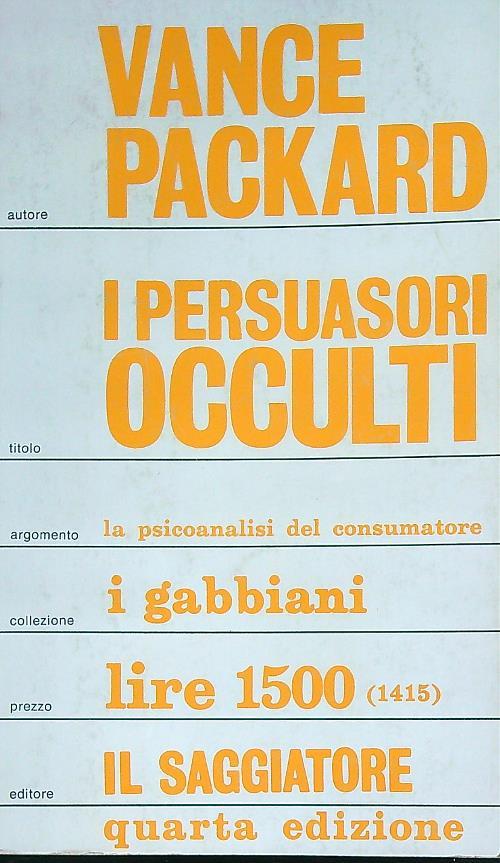 VANCE
PACKARD
autore
I PERSUASORI
OCCULTI
titolo
argomento la psicoanalisi del consumatore
collezione i gabbiani
prezzo lire 1500 (1415)
editore IL SAGGIATORE
quarta edizione